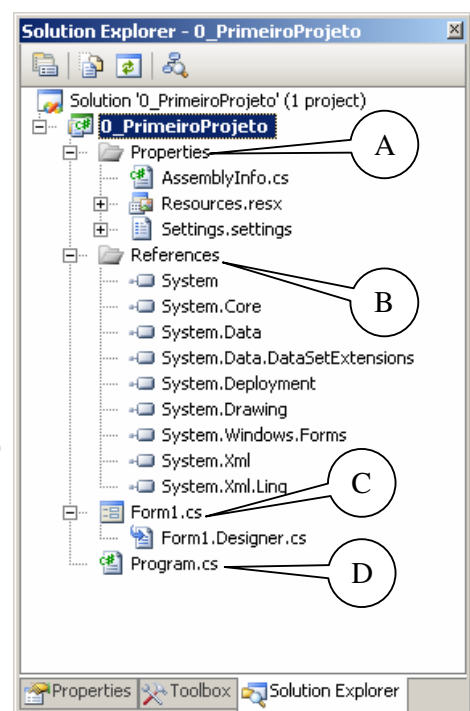 Solution Explorer - 0_PrimeiroProjeto
Solution '0_PrimeiroProjeto' (1 project)
0_PrimeiroProjeto
Properties
A
AssemblyInfo.cs
Resources.resx
Settings.settings
References
B
System
System.Core
System.Data
System.Data.DataSetExtensions
System.Deployment
System.Drawing
System.Windows.Forms
System.Xml
System.Xml.Linq
C
Form1.cs
Form1.Designer.cs
Program.cs
D
Properties Toolbox Solution Explorer